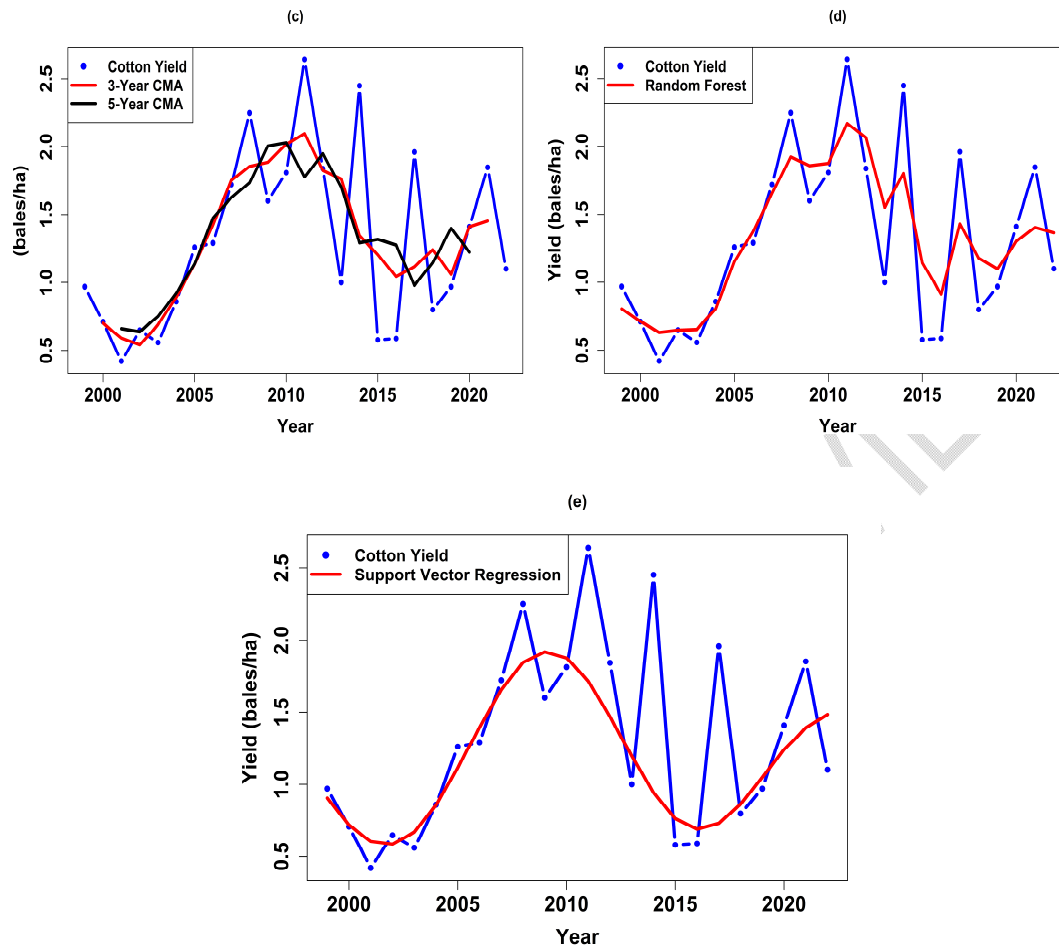 (c)
Cotton Yield
3-Year CMA
5-Year CMA
(bales/ha)
2.5
2.0
1.5
1.0
0.5
2000 2005 2010 2015 2020
Year
(d)
Cotton Yield
Random Forest
Yield (bales/ha)
2.5
2.0
1.5
1.0
0.5
2000 2005 2010 2015 2020
Year
(e)
Cotton Yield
Support Vector Regression
Yield (bales/ha)
2.5
2.0
1.5
1.0
0.5
2000 2005 2010 2015 2020
Year